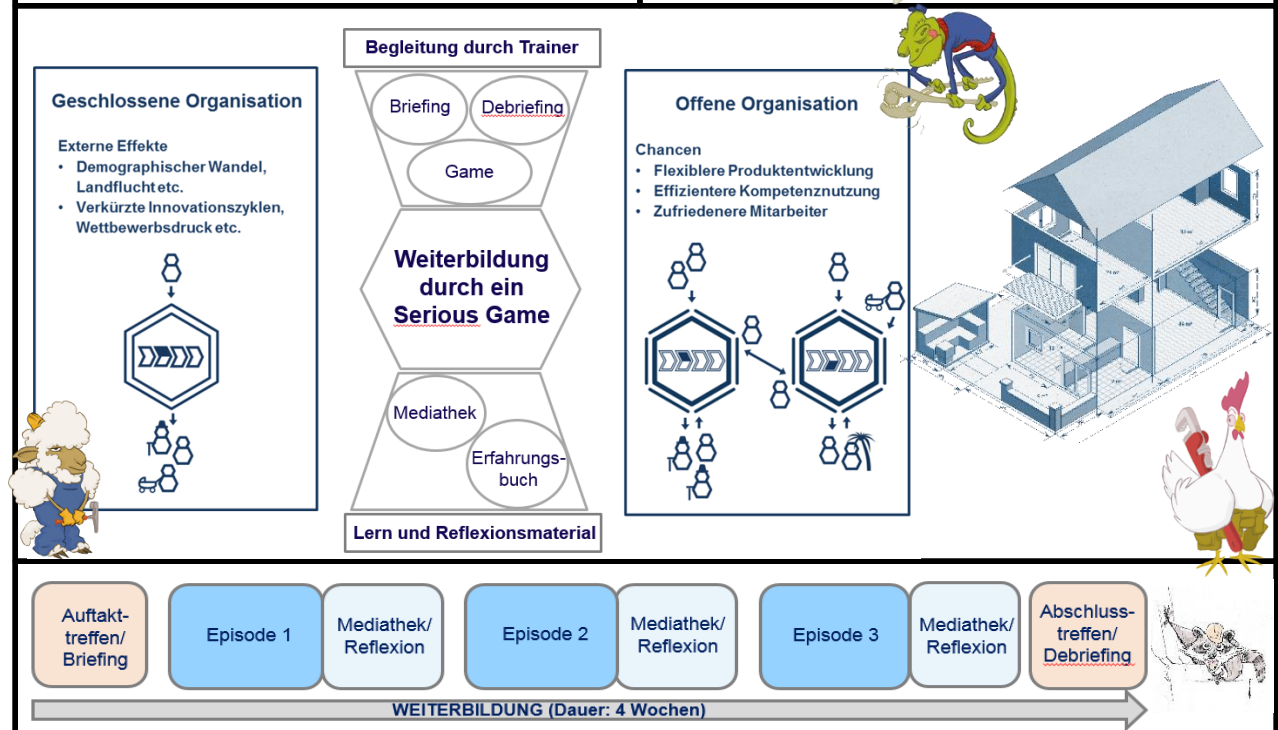 Begleitung durch Trainer
Geschlossene Organisation
Externe Effekte
• Demographischer Wandel,
Landflucht etc.
• Verkürzte Innovationszyklen,
Wettbewerbsdruck etc.
Briefing
Debriefing
Game
Weiterbildung
durch ein
Serious Game
Mediathek
Erfahrungs-
buch
Lern und Reflexionsmaterial
Offene Organisation
Chancen
• Flexiblere Produktentwicklung
• Effizientere Kompetenznutzung
• Zufriedenere Mitarbeiter
Auftakt-
treffen/
Briefing
Episode 1
Mediathek/
Reflexion
Episode 2
Mediathek/
Reflexion
Episode 3
Mediathek/
Reflexion
Abschluss-
treffen/
Debriefing
WEITERBILDUNG (Dauer: 4 Wochen)